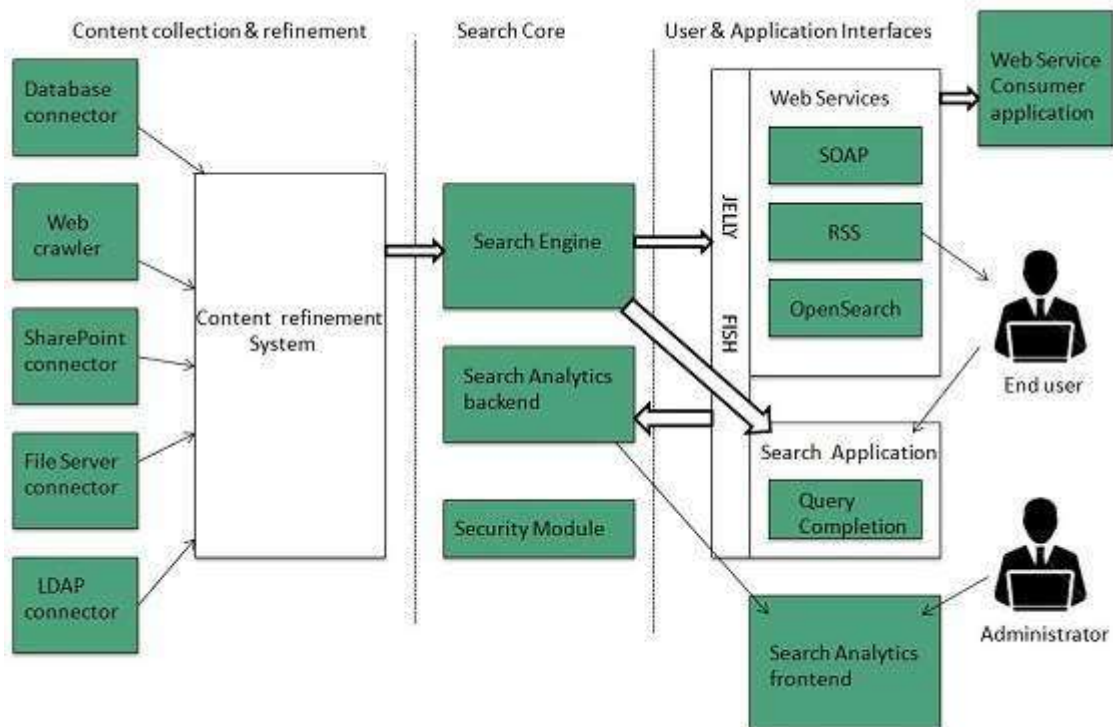 Content collection & refinement
Search Core
User & Application Interfaces
Database
connector
Web
crawler
SharePoint
connector
File Server
connector
LDAP
connector
Content refinement
System
Search Engine
Search Analytics
backend
Security Module
JELLY
FISH
Web Services
SOAP
RSS
OpenSearch
Search Application
Query
Completion
Search Analytics
frontend
Web Service
Consumer
application
End user
Administrator